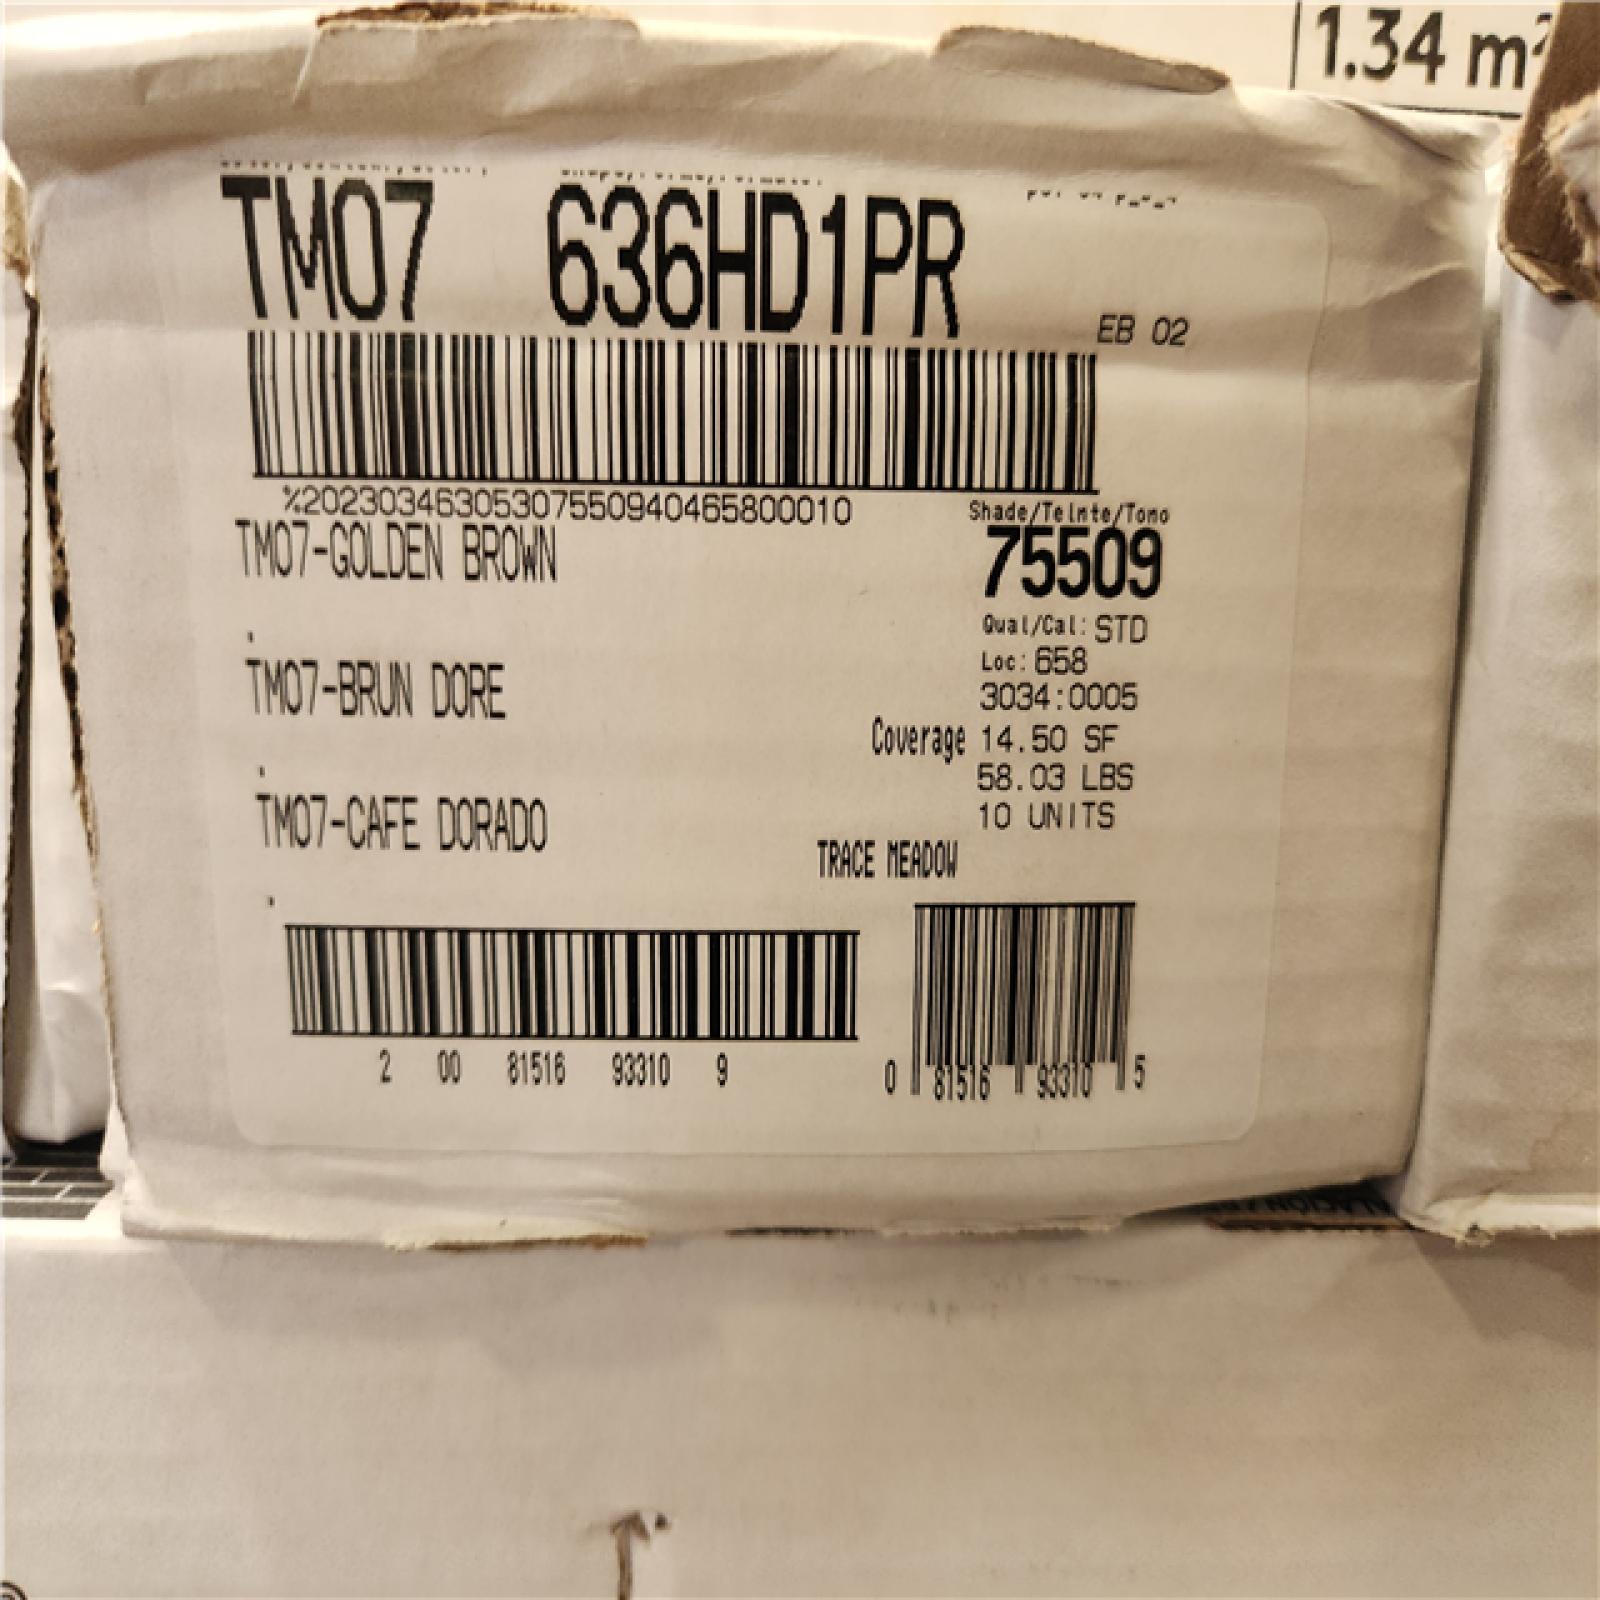 1.34 m²
TM07 636HD1PR
EB 02
%20230346305307550940465800010
Shade/Teinte/Tono
TM07-GOLDEN BROWN
75509
Qual/Cal: STD
TM07-BRUN DORE
Loc: 658
3034:0005
Coverage 14.50 SF
58.03 LBS
TM07-CAFE DORADO
10 UNITS
TRACE MEADOW
2 00 81516 93310 9
0 81516 93310 5